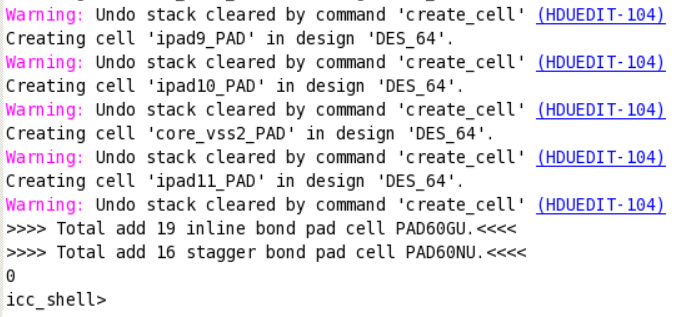 Warning: Undo stack cleared by command 'create_cell' (HDUEDIT-104)
Creating cell 'ipad9_PAD' in design 'DES_64'.
Warning: Undo stack cleared by command 'create_cell' (HDUEDIT-104)
Creating cell 'ipad10_PAD' in design 'DES_64'.
Warning: Undo stack cleared by command 'create_cell' (HDUEDIT-104)
Creating cell 'core_vss2_PAD' in design 'DES_64'.
Warning: Undo stack cleared by command 'create_cell' (HDUEDIT-104)
Creating cell 'ipad11_PAD' in design 'DES_64'.
Warning: Undo stack cleared by command 'create_cell' (HDUEDIT-104)
>>>> Total add 19 inline bond pad cell PAD60GU.<<<<
>>>> Total add 16 stagger bond pad cell PAD60NU.<<<<
0
icc_shell>